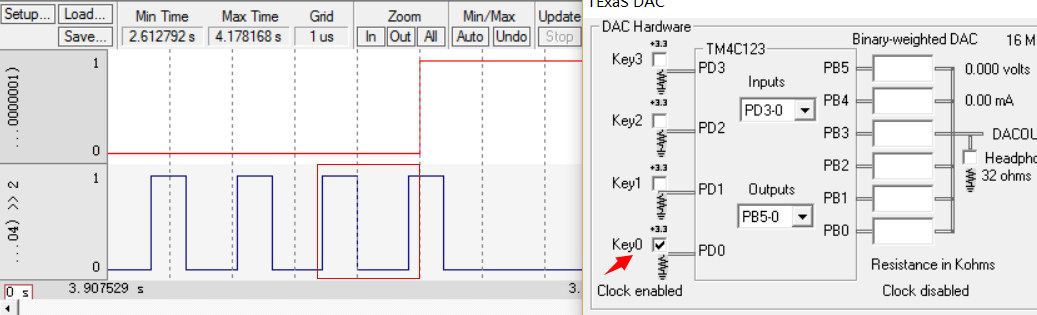 Setup... Load... Save...
Min Time Max Time Grid Zoom Min/Max Update
2.612792 s 4.178168 s 1 us In Out All Auto Undo Stop
...0000001)
1
0
...04) >> 2
1
0
0 s 3.907529 s 3.
TExaS DAC
DAC Hardware
Binary-weighted DAC 16 M
TM4C123
+3.3
Key3 PD3 PB5 0.000 volts
Inputs
+3.3
PD3-0 PB4 0.00 mA
Key2 PD2 PB3 DACOU
Headpho
+3.3
PB2 32 ohms
Key1 PD1 Outputs PB1
+3.3
PB5-0
Key0 PD0 PB0
Resistance in Kohms
Clock enabled Clock disabled